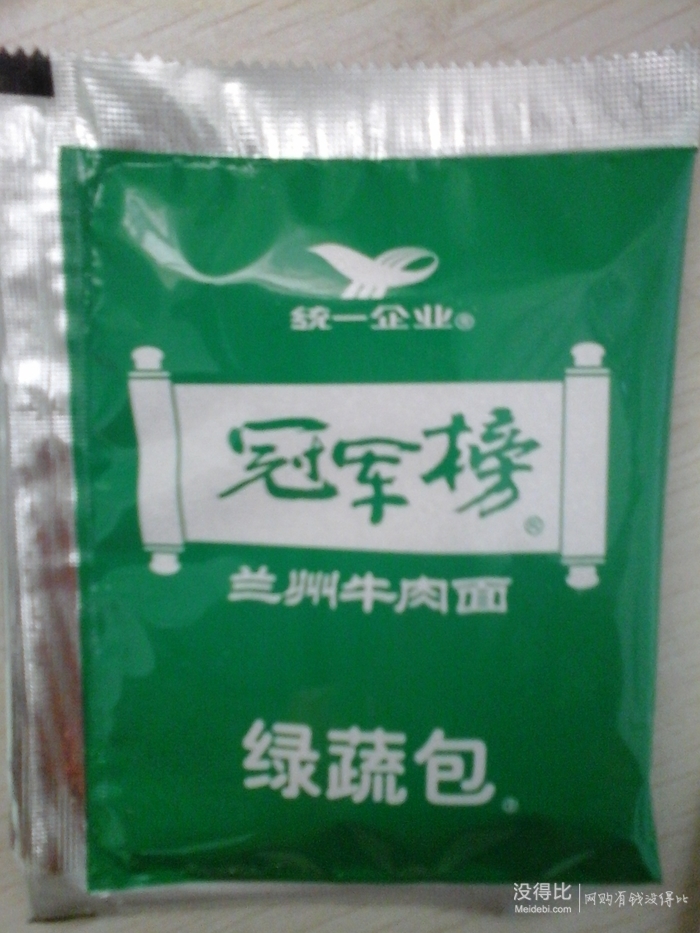 统一企业®
冠军榜®
兰州牛肉面
绿蔬包
没得比
Meidebi.com
网购有钱没得比